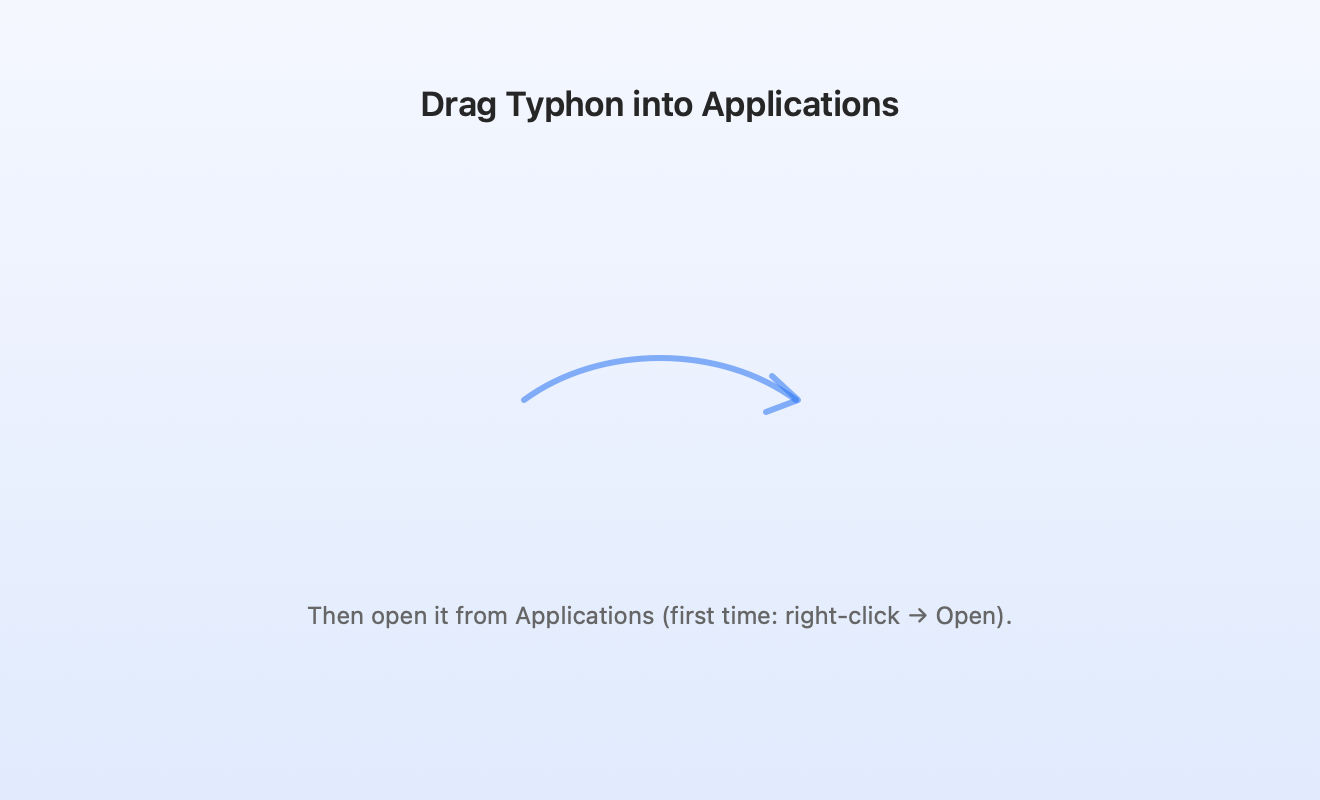 Drag Typhon into Applications
Then open it from Applications (first time: right-click → Open).